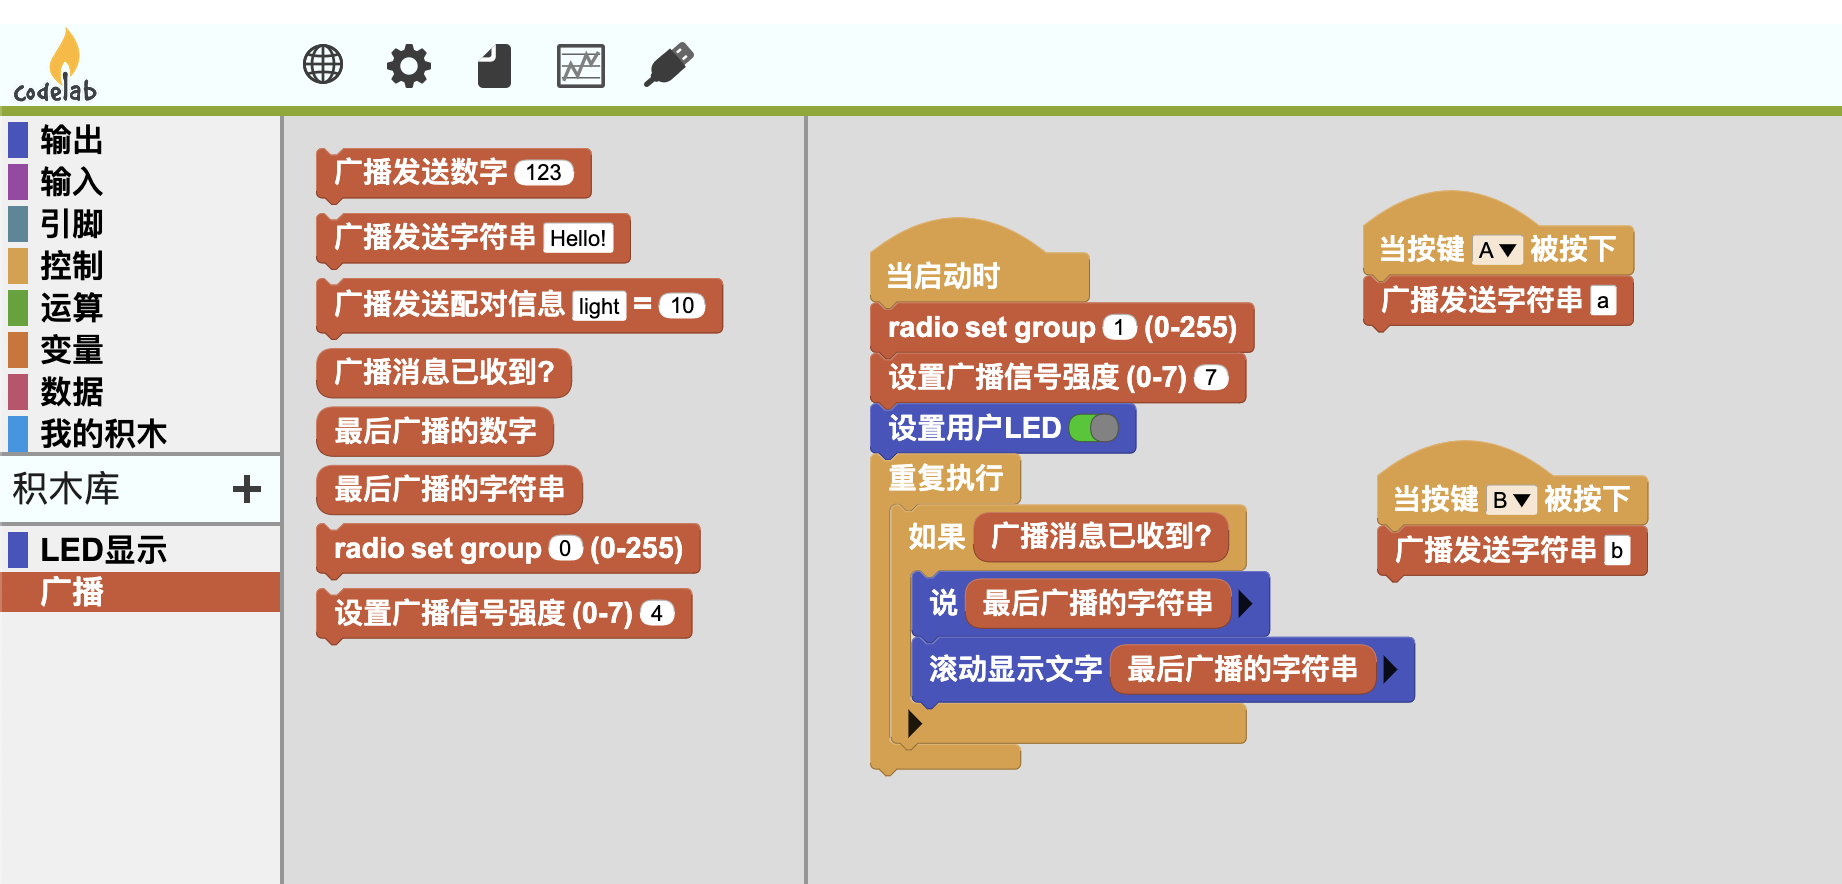 codelab
输出
输入
引脚
控制
运算
变量
数据
我的积木
积木库 +
LED显示
广播
广播发送数字 123
广播发送字符串 Hello!
广播发送配对信息 light = 10
广播消息已收到?
最后广播的数字
最后广播的字符串
radio set group 0 (0-255)
设置广播信号强度 (0-7) 4
当启动时
radio set group 1 (0-255)
设置广播信号强度 (0-7) 7
设置用户LED
重复执行
如果 广播消息已收到?
说 最后广播的字符串
滚动显示文字 最后广播的字符串
当按键 A 被按下
广播发送字符串 a
当按键 B 被按下
广播发送字符串 b